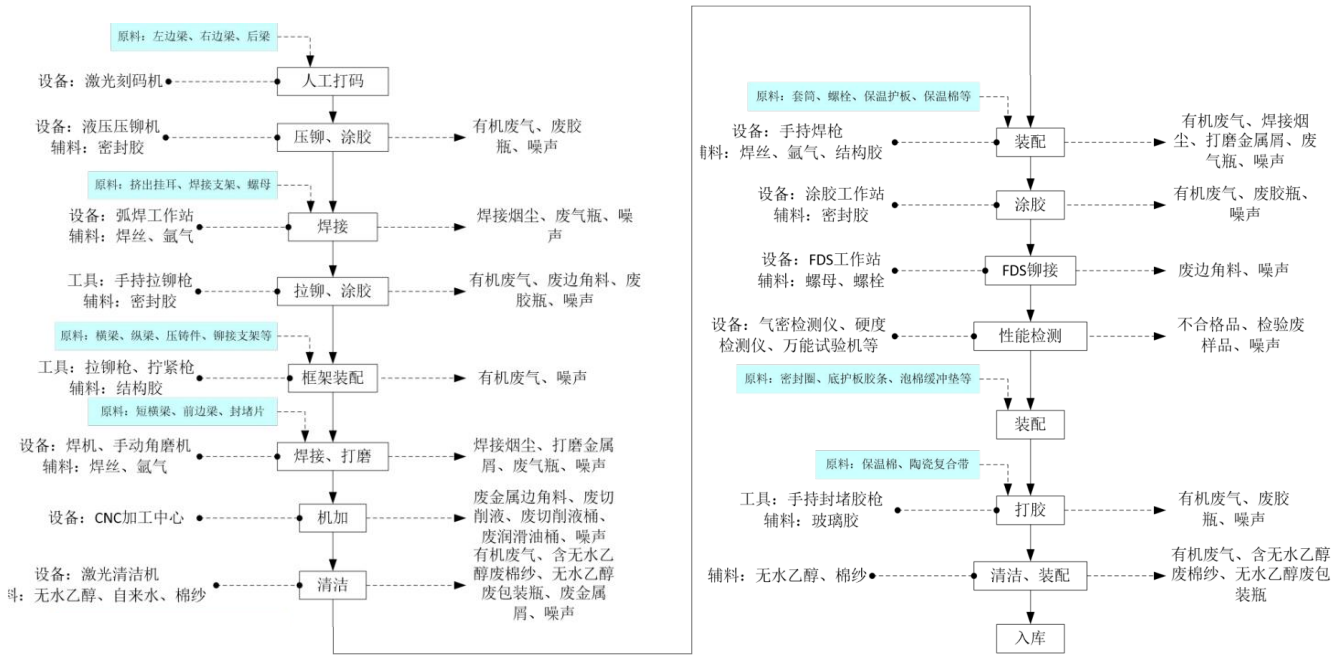 原料：左边梁、右边梁、后梁
设备：激光刻码机
人工打码
设备：液压压铆机
辅料：密封胶
压铆、涂胶
有机废气、废胶
瓶、噪声
原料：挤出挂耳、焊接支架、螺母
设备：弧焊工作站
辅料：焊丝、氩气
焊接
焊接烟尘、废气瓶、噪
声
工具：手持拉铆枪
辅料：密封胶
拉铆、涂胶
有机废气、废边角料、废
胶瓶、噪声
原料：横梁、纵梁、压铸件、铆接支架等
工具：拉铆枪、拧紧枪
辅料：结构胶
框架装配
有机废气、噪声
原料：短横梁、前边梁、封堵片
设备：焊机、手动角磨机
辅料：焊丝、氩气
焊接、打磨
焊接烟尘、打磨金属
屑、废气瓶、噪声
设备：CNC加工中心
机加
废金属边角料、废切
削液、废切削液桶、
废润滑油桶、噪声
设备：激光清洁机
料：无水乙醇、自来水、棉纱
清洁
有机废气、含无水乙
醇废棉纱、无水乙醇
废包装瓶、废金属
屑、噪声
原料：套筒、螺栓、保温护板、保温棉等
设备：手持焊枪
辅料：焊丝、氩气、结构胶
装配
有机废气、焊接烟
尘、打磨金属屑、废
气瓶、噪声
设备：涂胶工作站
辅料：密封胶
涂胶
有机废气、废胶瓶、
噪声
设备：FDS工作站
辅料：螺母、螺栓
FDS铆接
废边角料、噪声
设备：气密检测仪、硬度
检测仪、万能试验机等
性能检测
不合格品、检验废
样品、噪声
原料：密封圈、底护板胶条、泡棉缓冲垫等
装配
原料：保温棉、陶瓷复合带
工具：手持封堵胶枪
辅料：玻璃胶
打胶
有机废气、废胶
瓶、噪声
辅料：无水乙醇、棉纱
清洁、装配
有机废气、含无水乙醇
废棉纱、无水乙醇废包
装瓶
入库